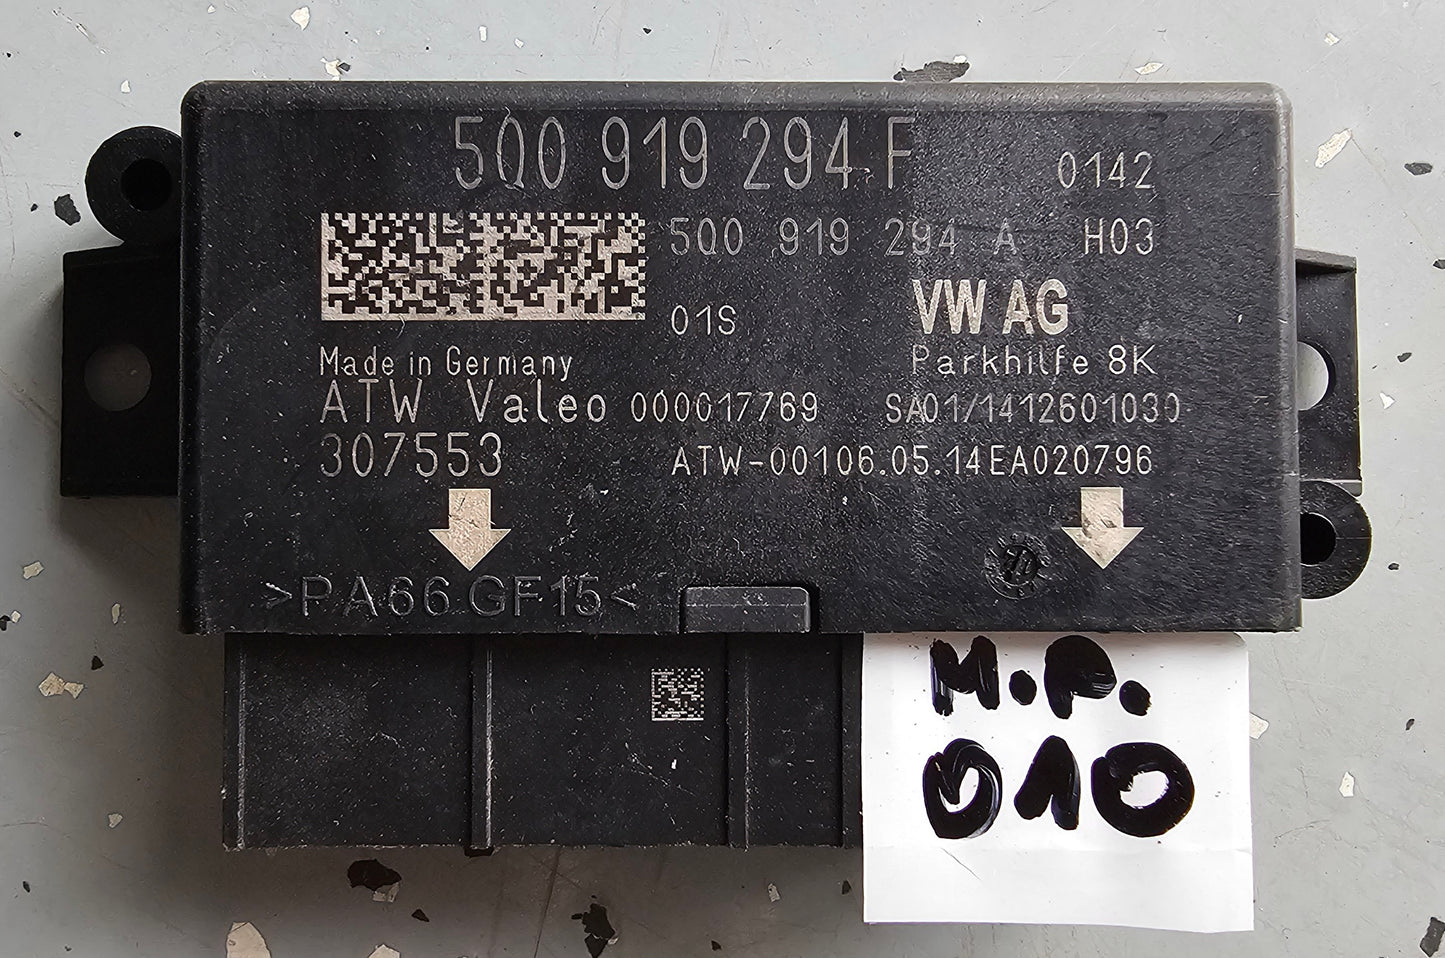 5Q0 919 294 F 0142
5Q0 919 294 A H03
01S VW AG
Made in Germany Parkhilfe 8K
ATW Valeo 000017769 SA01/1412601030
307553 ATW-00106.05.14EA020796
>PA66 GF15<
M.P.
010